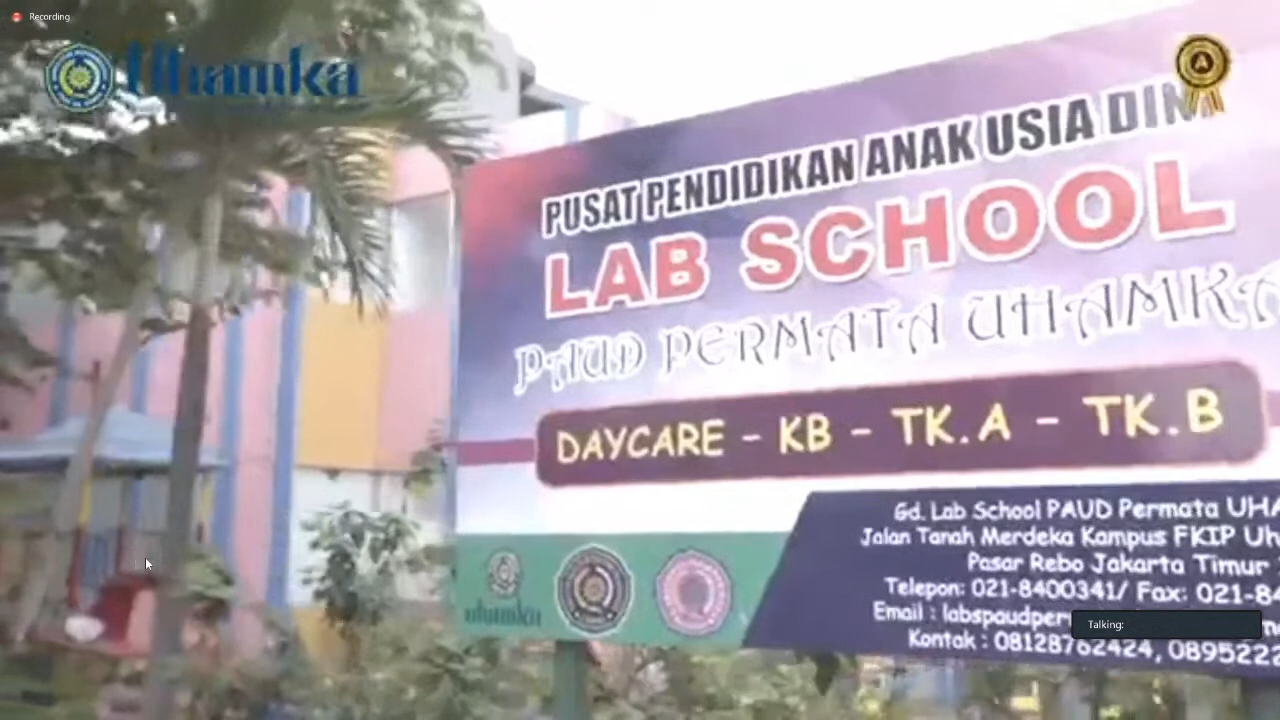 Recording
Uhamka
A
PUSAT PENDIDIKAN ANAK USIA DINI
LAB SCHOOL
PAUD PERMATA UHAMKA
DAYCARE - KB - TK.A - TK.B
Gd. Lab School PAUD Permata UHA
Jalan Tanah Merdeka Kampus FKIP Uh
Pasar Rebo Jakarta Timur
Telepon: 021-8400341/ Fax: 021-84
Email : labspaudper
Kontak : 08128762424, 0895222
uhamka
Talking: